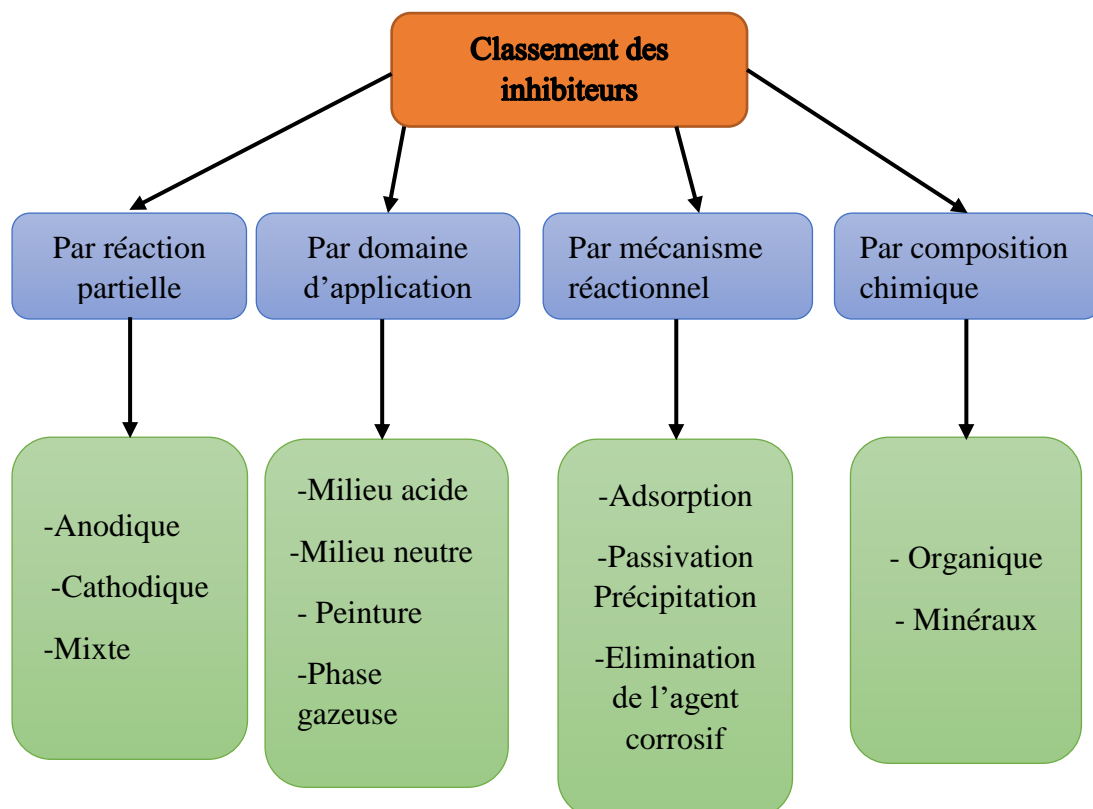 Classement des
inhibiteurs
Par réaction
partielle
Par domaine
d’application
Par mécanisme
réactionnel
Par composition
chimique
-Anodique
-Cathodique
-Mixte
-Milieu acide
-Milieu neutre
- Peinture
-Phase
gazeuse
-Adsorption
-Passivation
Précipitation
-Elimination
de l’agent
corrosif
- Organique
- Minéraux